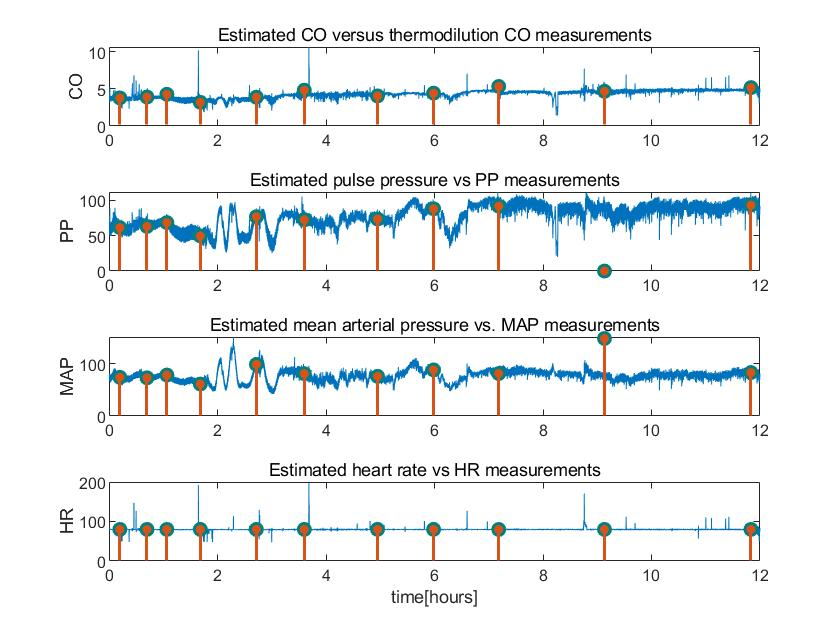 Estimated CO versus thermodilution CO measurements
10
5
0
CO
0 2 4 6 8 10 12
Estimated pulse pressure vs PP measurements
100
50
0
PP
0 2 4 6 8 10 12
Estimated mean arterial pressure vs. MAP measurements
100
0
MAP
0 2 4 6 8 10 12
Estimated heart rate vs HR measurements
200
100
0
HR
0 2 4 6 8 10 12
time[hours]